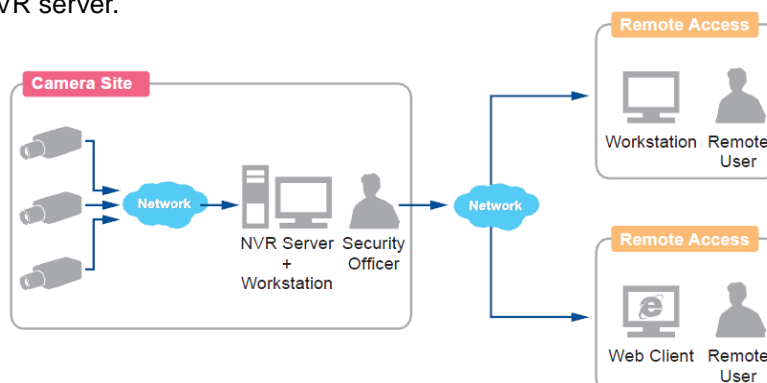 server.
Camera Site
Network
NVR Server
+
Workstation
Security
Officer
Network
Remote Access
Workstation
Remote
User
Remote Access
Web Client
Remote
User